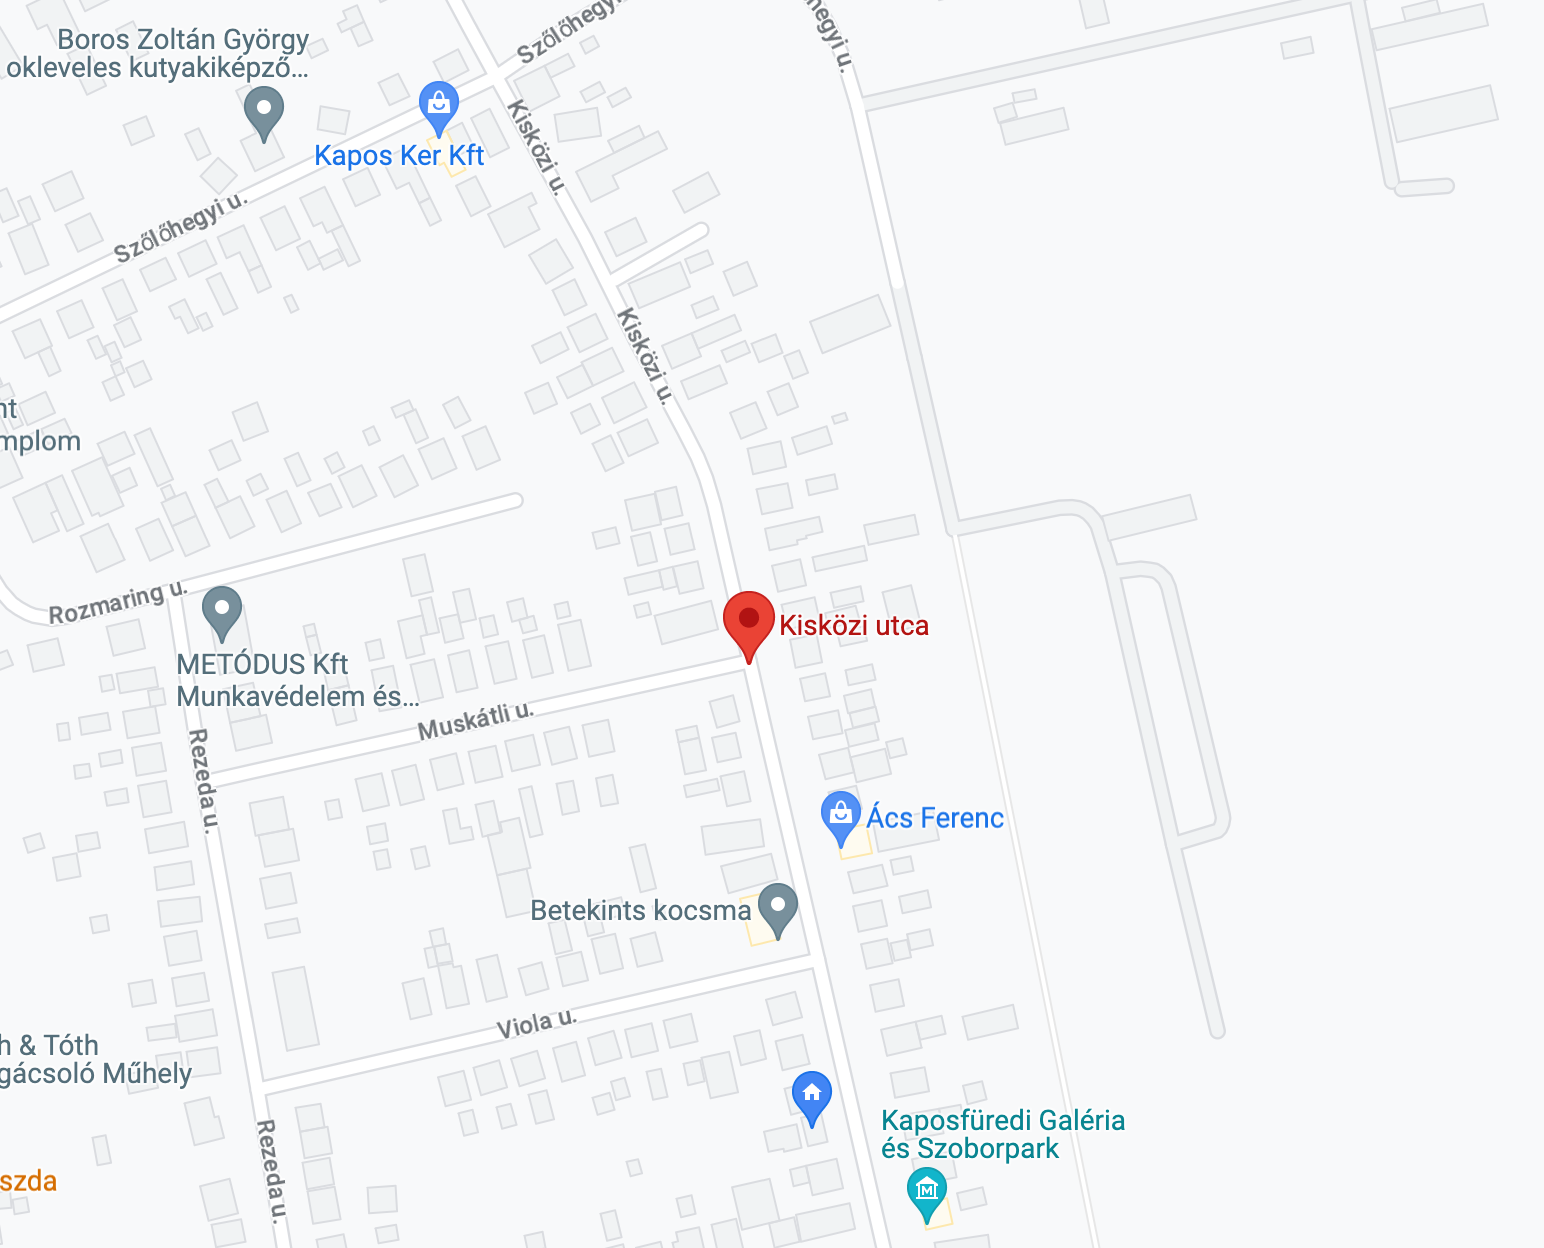 Boros Zoltán György
okleveles kutyakiképző...
Szőlőhegyi u.
Kapos Ker Kft
Kisközi u.
Szőlőhegyi u.
Kisközi u.
Rozmaring u.
Kisközi utca
METÓDUS Kft
Munkavédelem és...
Muskátli u.
Rezeda u.
Ács Ferenc
Betekints kocsma
Viola u.
h & Tóth
gácsoló Műhely
Kaposfüredi Galéria
és Szoborpark
Rezeda u.
szda
nt
mplom
hegyi u.